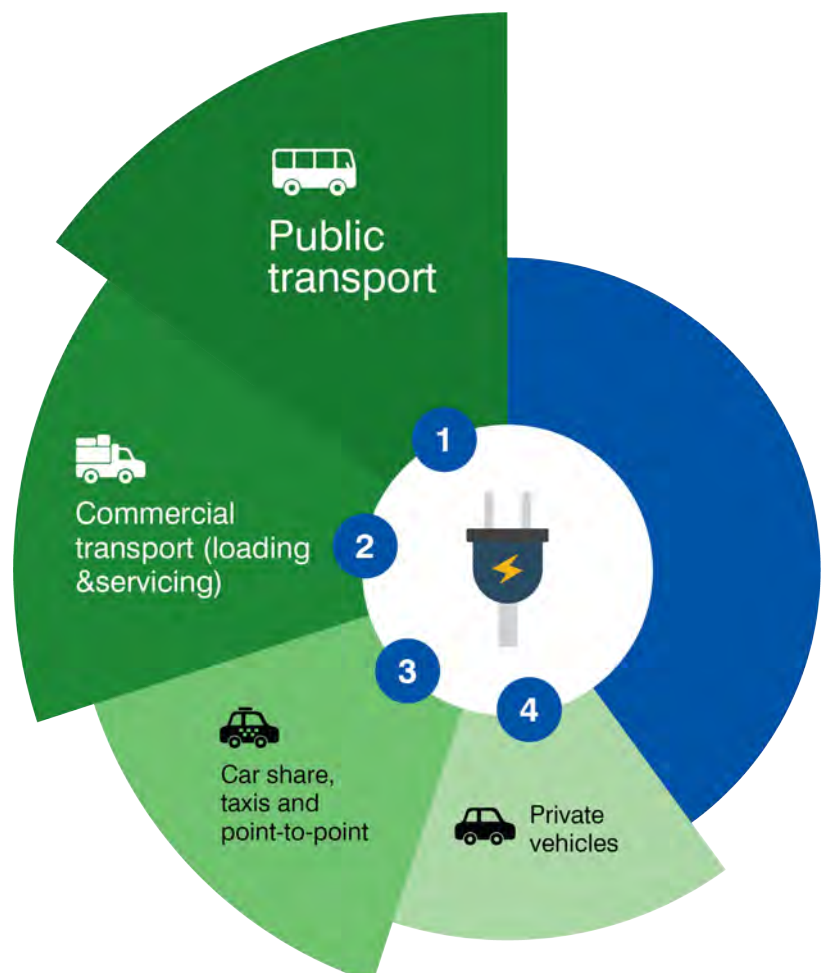 1
Public
transport
2
Commercial
transport (loading
&servicing)
3
Car share,
taxis and
point-to-point
4
Private
vehicles